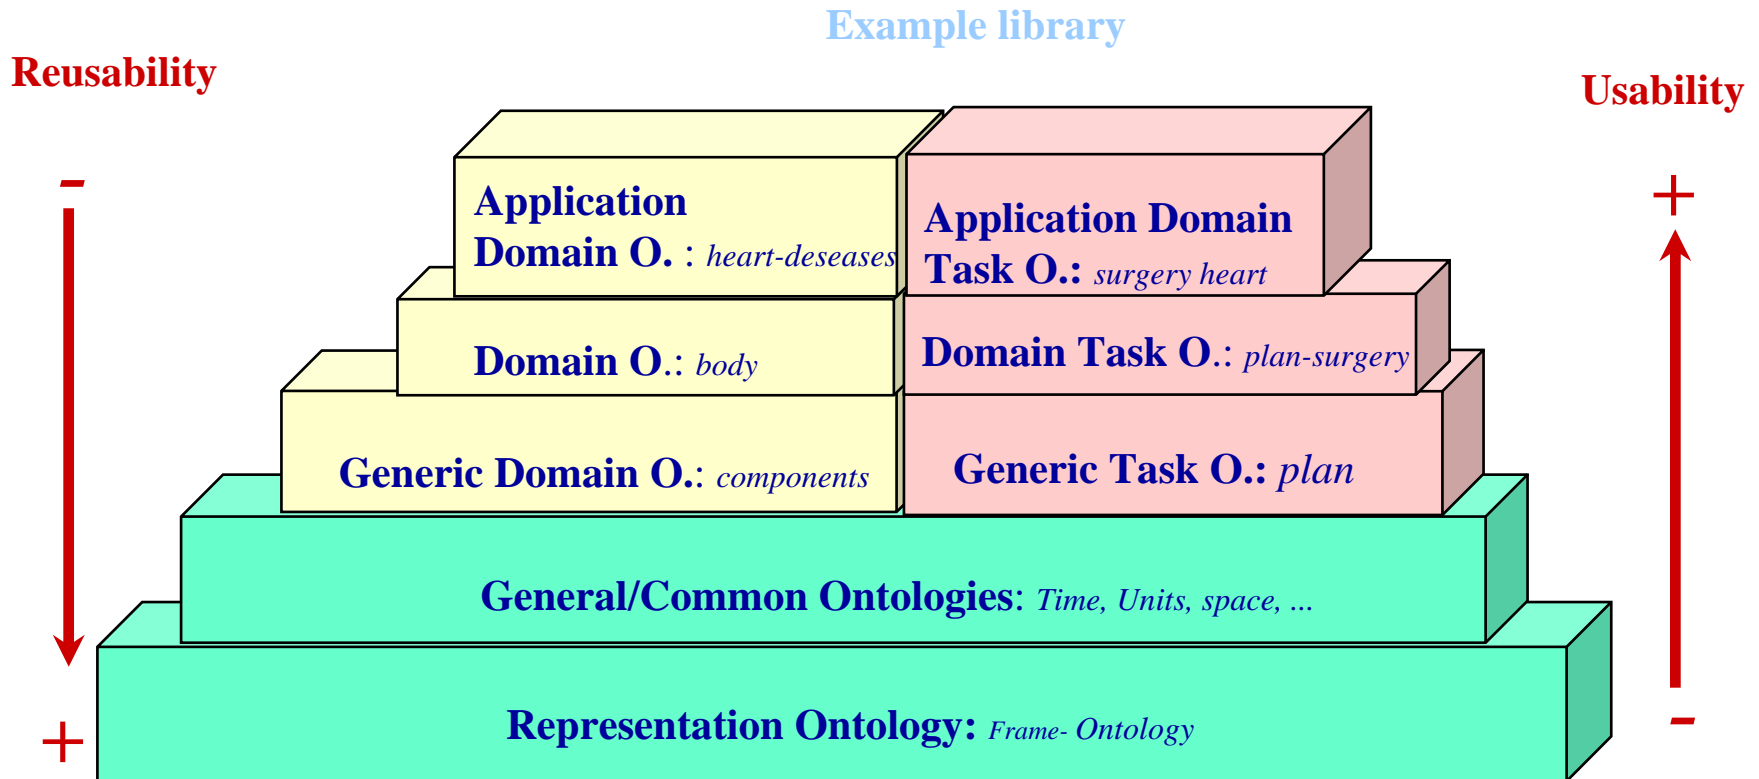 Example library
Reusability
Usability
-
+
Application
Domain O. : heart-deseases
Application Domain
Task O.: surgery heart
Domain O.: body
Domain Task O.: plan-surgery
Generic Domain O.: components
Generic Task O.: plan
General/Common Ontologies: Time, Units, space, ...
Representation Ontology: Frame- Ontology
+
-